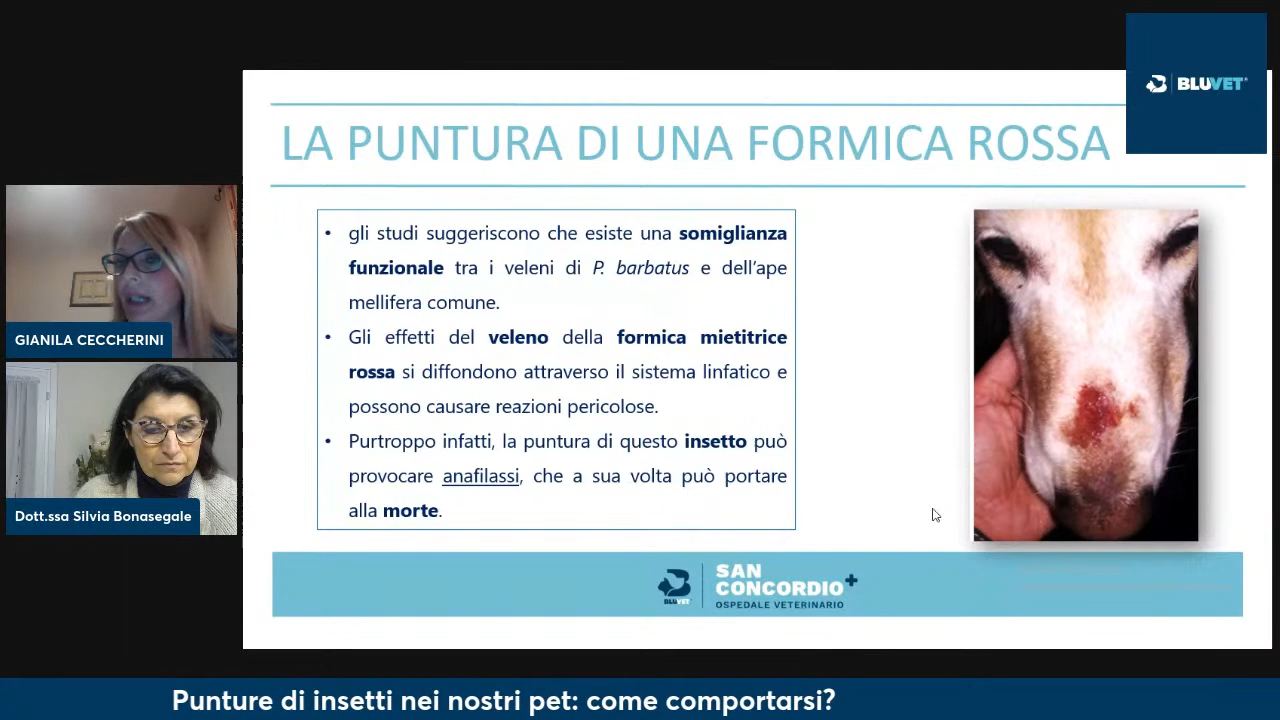 BLUVET
LA PUNTURA DI UNA FORMICA ROSSA
• gli studi suggeriscono che esiste una somiglianza
funzionale tra i veleni di P. barbatus e dell'ape
mellifera comune.
• Gli effetti del veleno della formica mietitrice
rossa si diffondono attraverso il sistema linfatico e
possono causare reazioni pericolose.
• Purtroppo infatti, la puntura di questo insetto può
provocare anafilassi, che a sua volta può portare
alla morte.
GIANILA CECCHERINI
Dott.ssa Silvia Bonasegale
BLUVET
SAN
CONCORDIO+
OSPEDALE VETERINARIO
Punture di insetti nei nostri pet: come comportarsi?